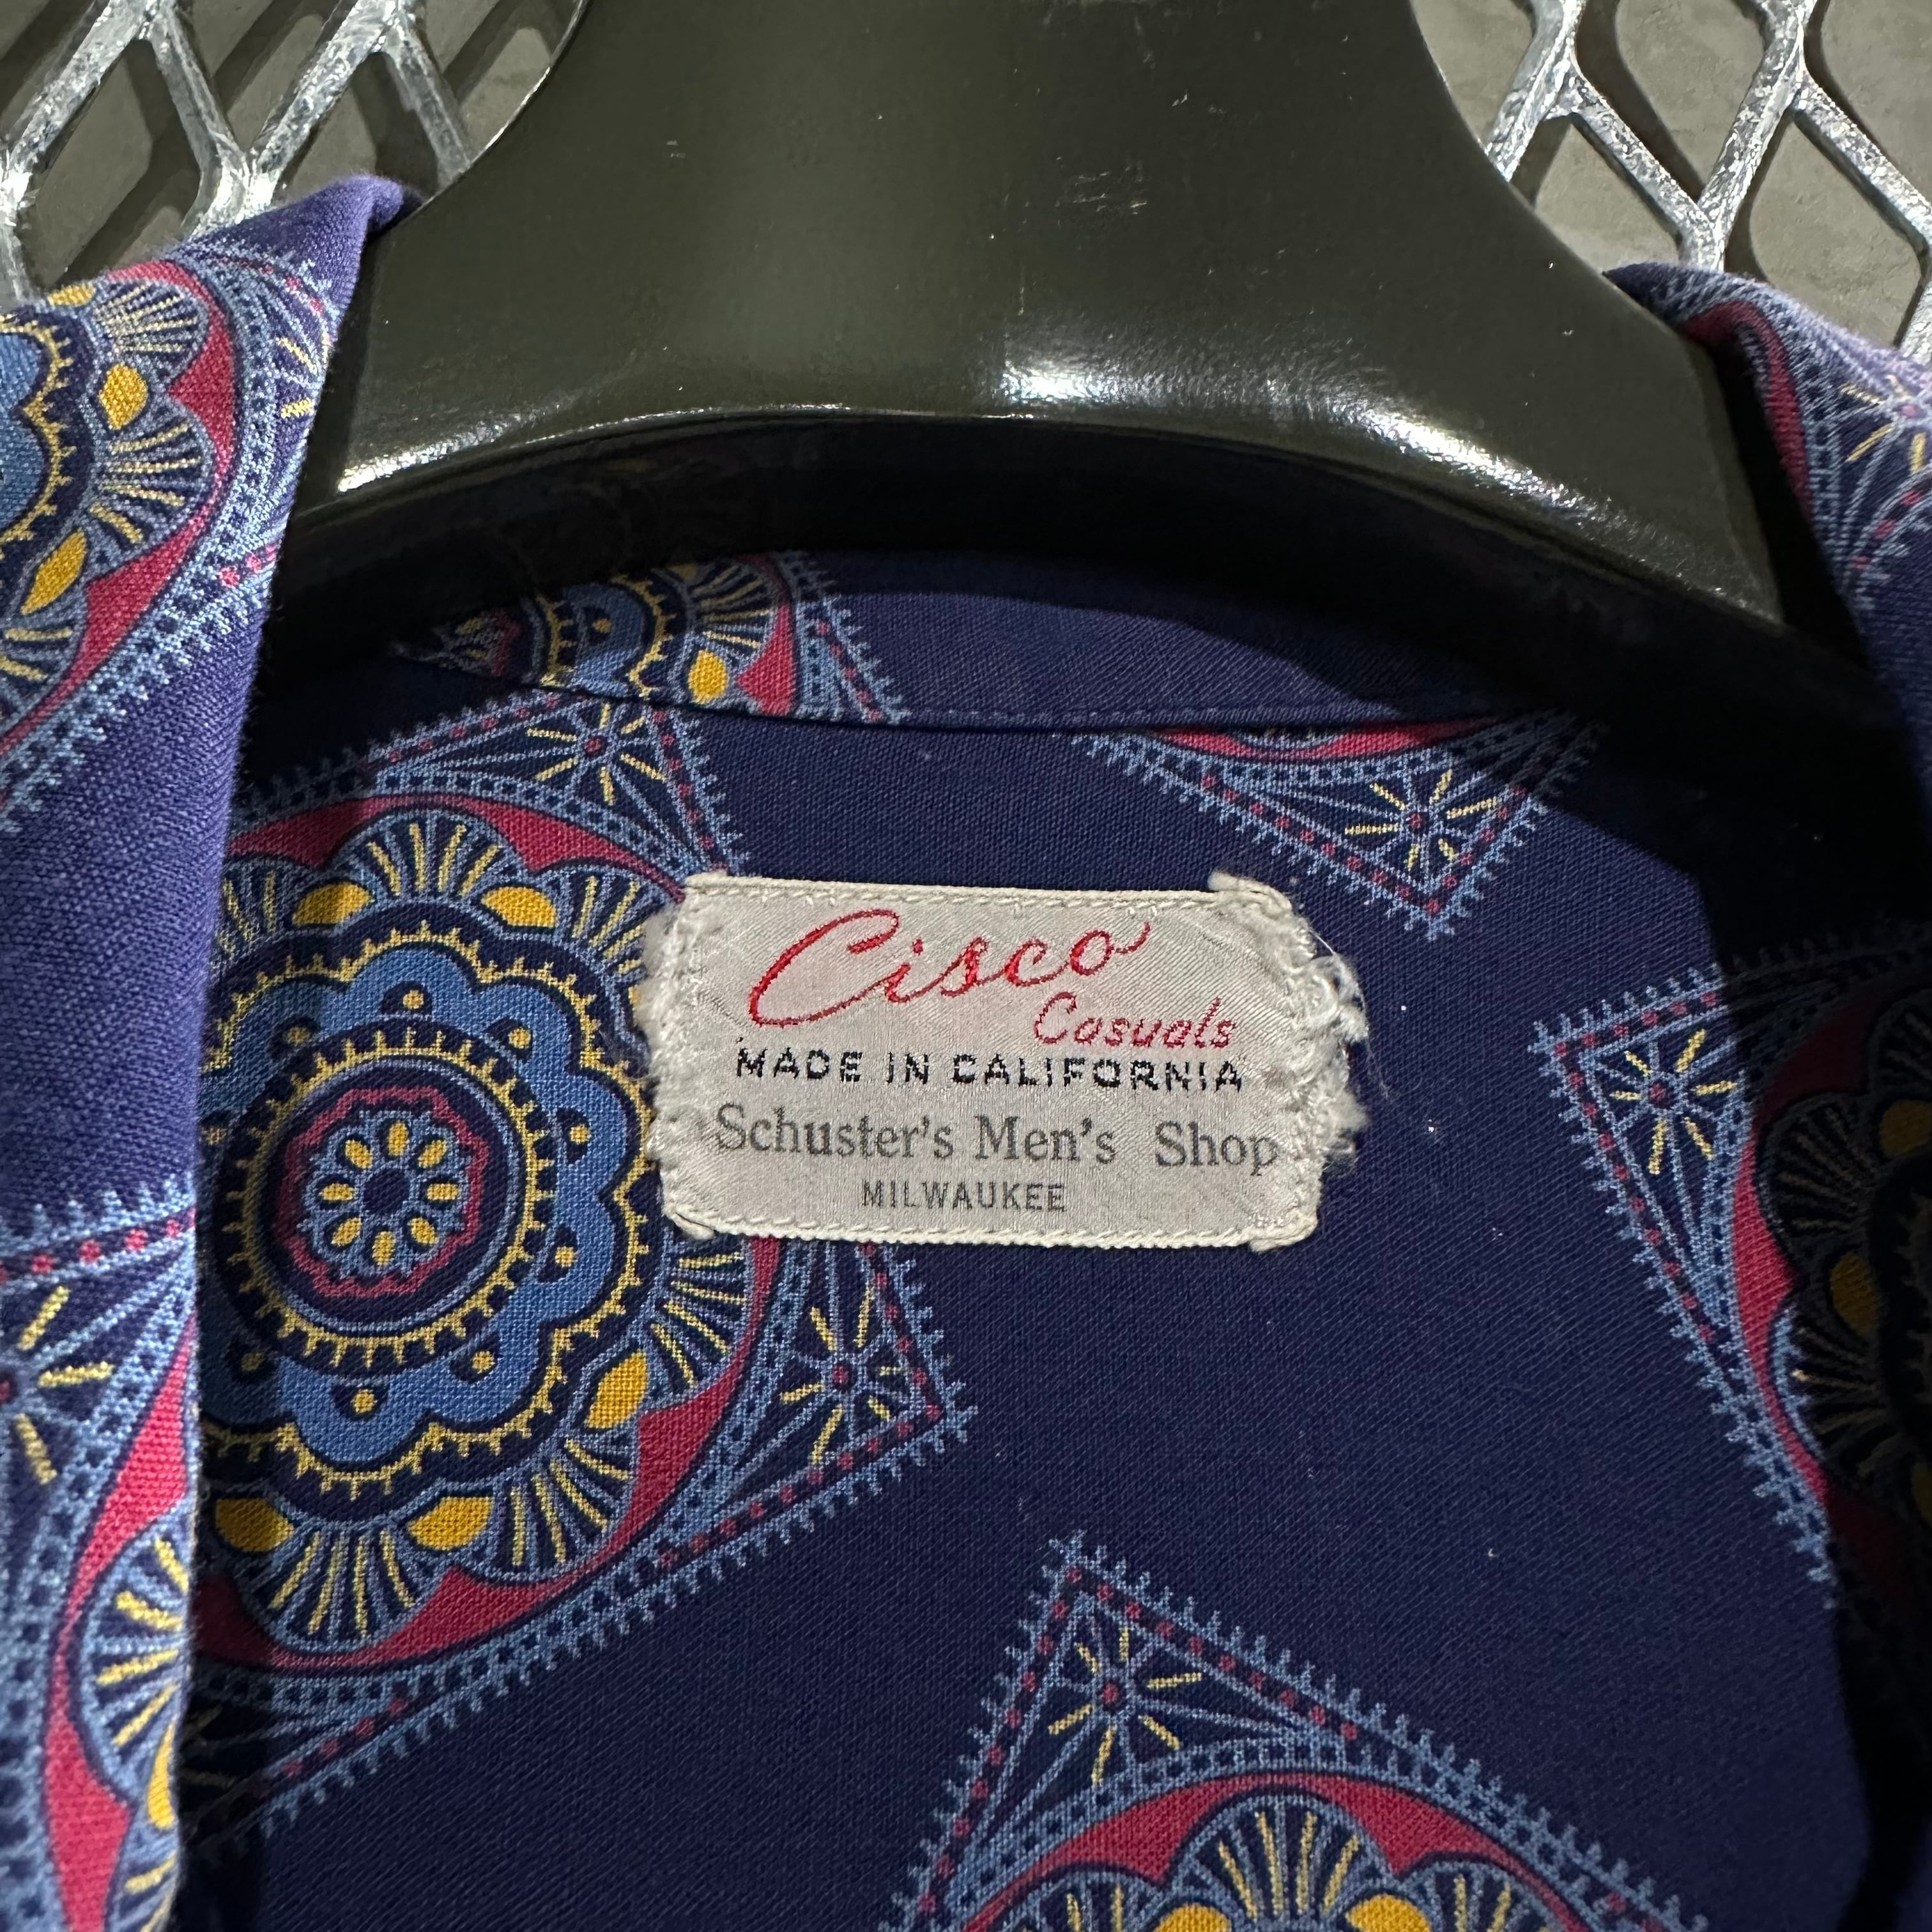 Cisco
Casuals
MADE IN CALIFORNIA
Schuster's Men's Shop
MILWAUKEE